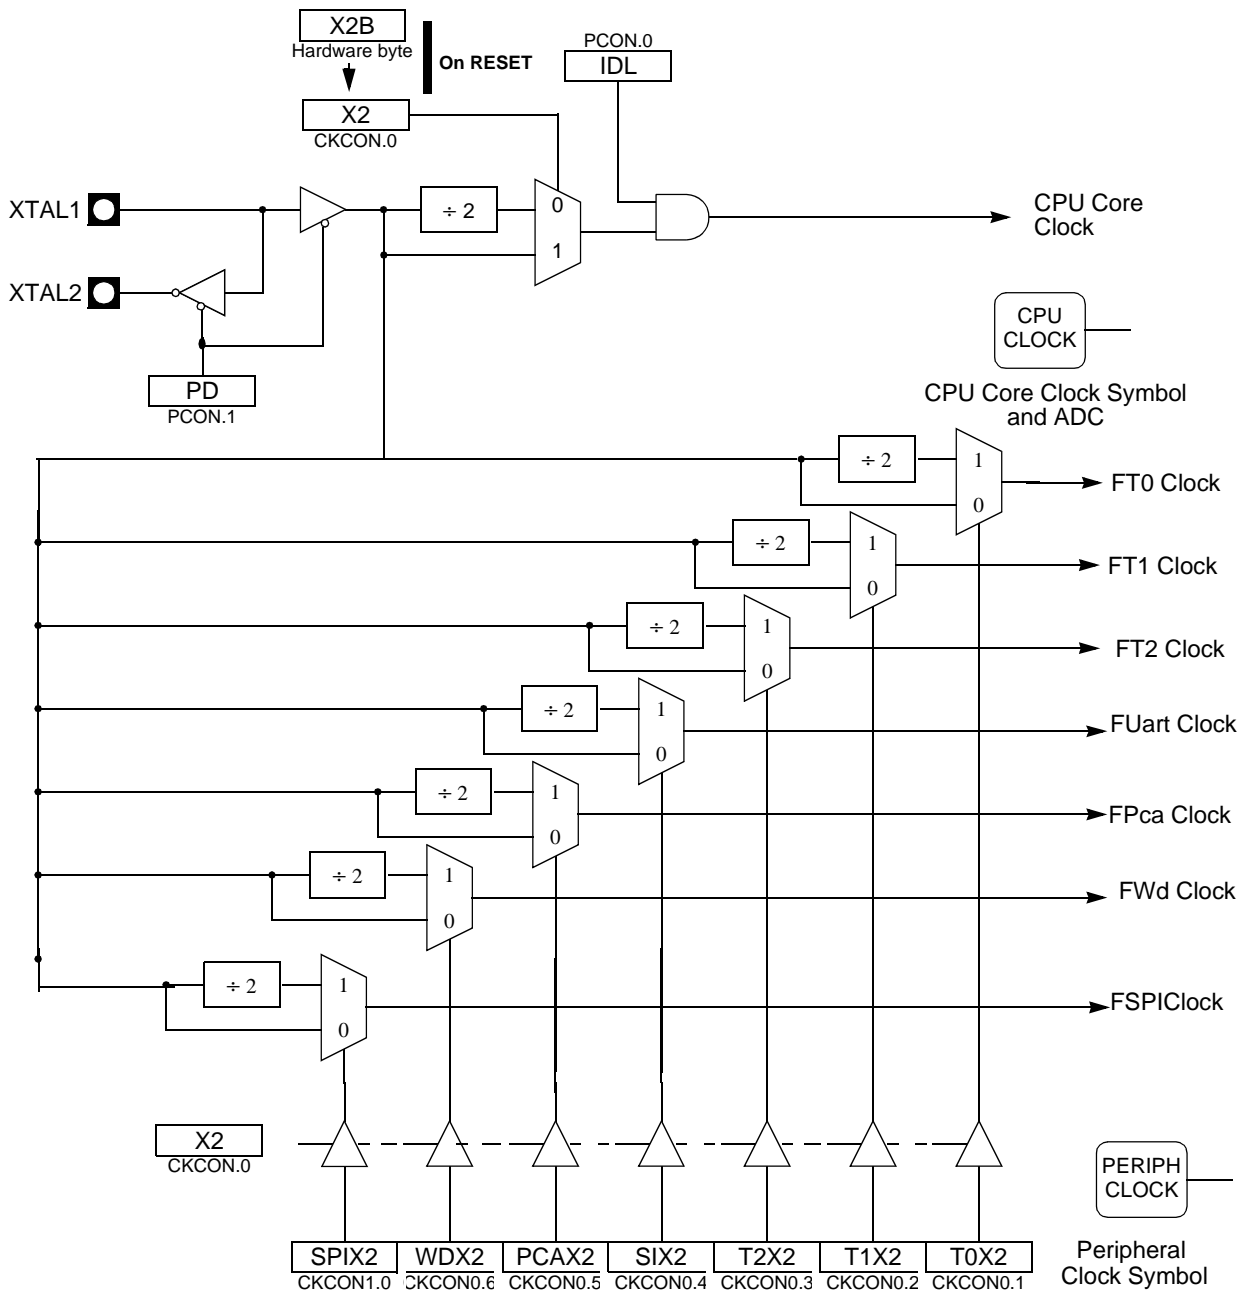 X2B
Hardware byte
On RESET
PCON.0
IDL
X2
CKCON.0
XTAL1
÷ 2
0
1
CPU Core
Clock
XTAL2
PD
PCON.1
CPU
CLOCK
CPU Core Clock Symbol
and ADC
÷ 2
1
0
FT0 Clock
÷ 2
1
0
FT1 Clock
÷ 2
1
0
FT2 Clock
÷ 2
1
0
FUart Clock
÷ 2
1
0
FPca Clock
÷ 2
1
0
FWd Clock
÷ 2
1
0
FSPIClock
X2
CKCON.0
PERIPH
CLOCK
Peripheral
Clock Symbol
SPIX2
CKCON1.0
WDX2
CKCON0.6
PCAX2
CKCON0.5
SIX2
CKCON0.4
T2X2
CKCON0.3
T1X2
CKCON0.2
T0X2
CKCON0.1